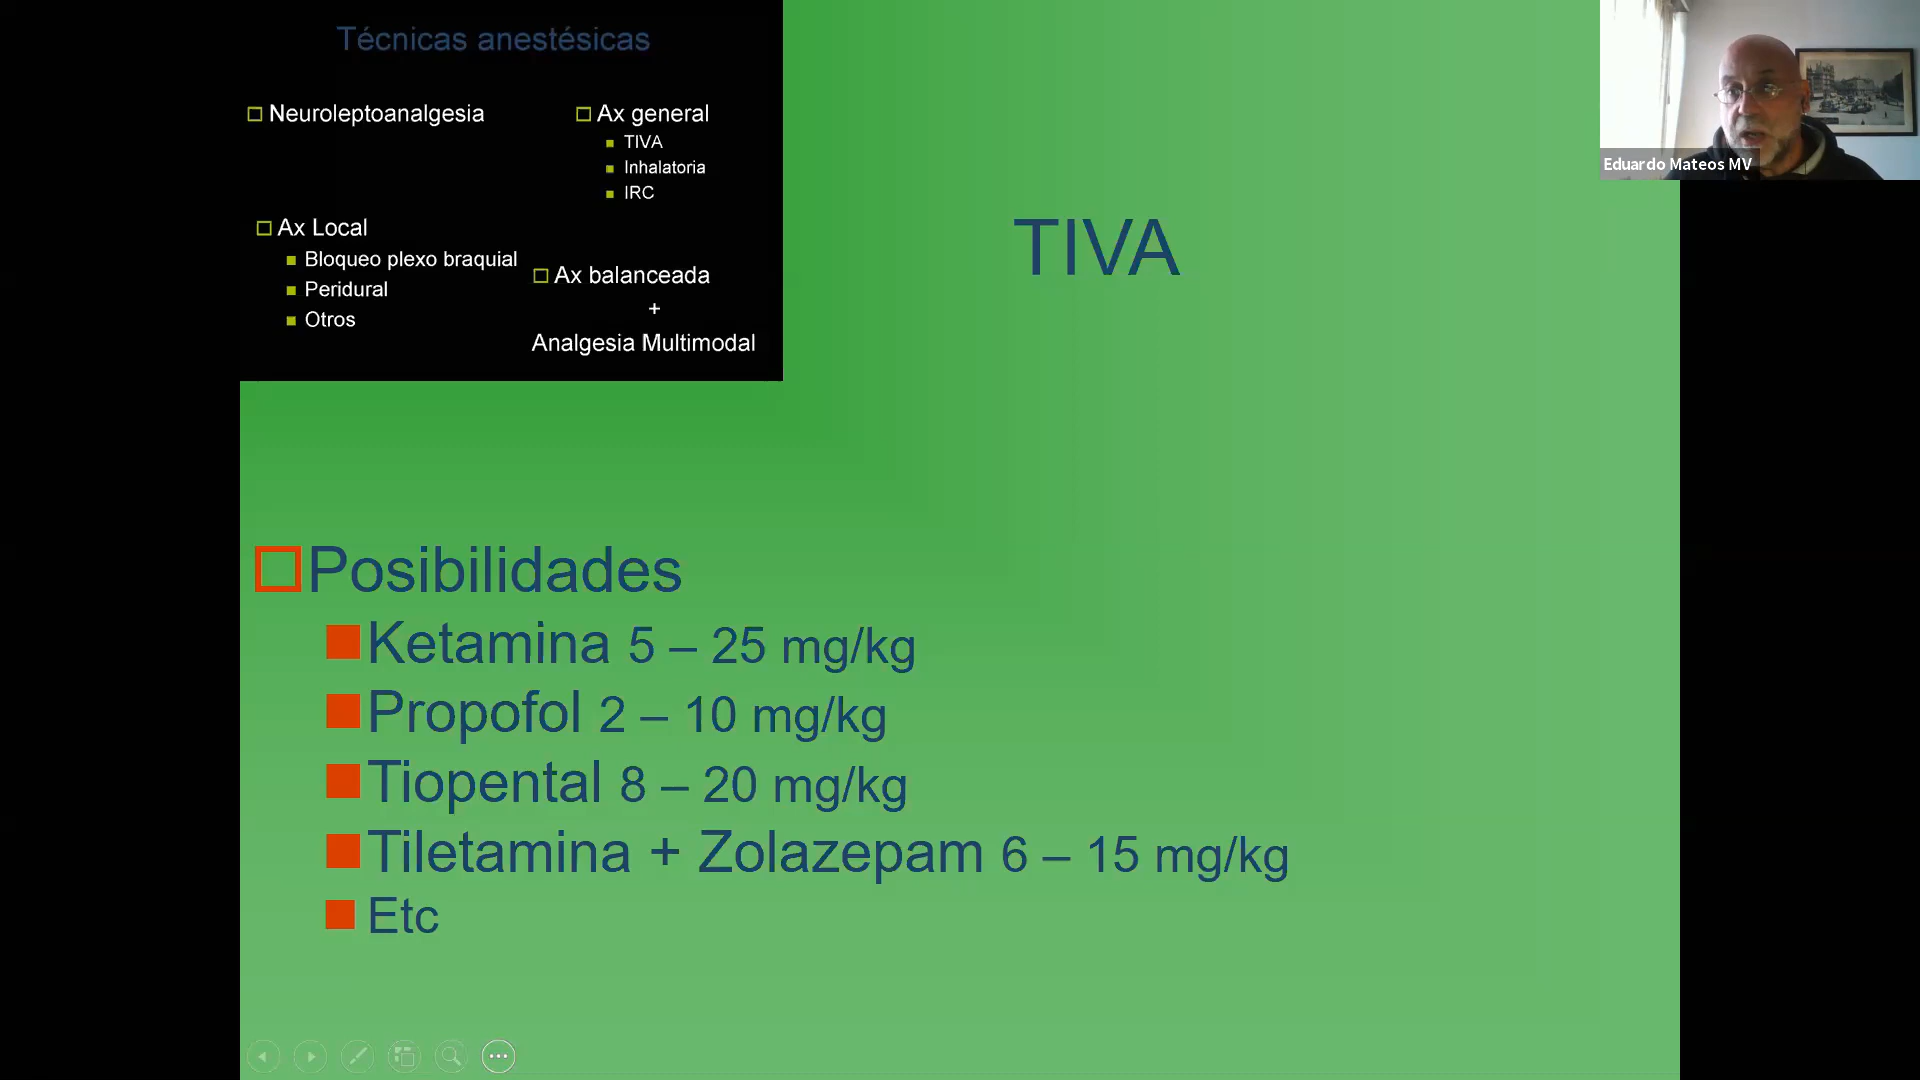 Técnicas anestésicas
Neuroleptoanalgesia
Ax general
TIVA
Inhalatoria
IRC
Ax Local
Bloqueo plexo braquial
Peridural
Otros
Ax balanceada
+
Analgesia Multimodal
Eduardo Mateos MV
TIVA
Posibilidades
Ketamina 5 – 25 mg/kg
Propofol 2 – 10 mg/kg
Tiopental 8 – 20 mg/kg
Tiletamina + Zolazepam 6 – 15 mg/kg
Etc